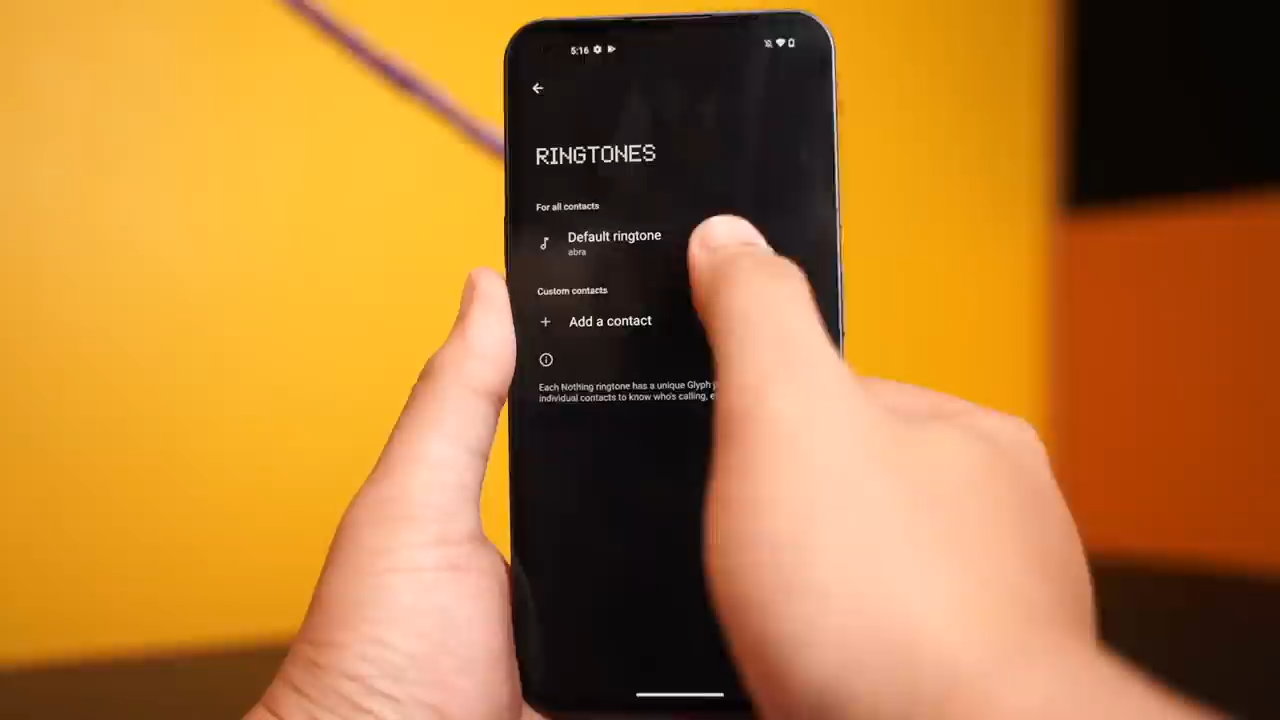 5:16
RINGTONES
For all contacts
Default ringtone
abra
Custom contacts
Add a contact
Each Nothing ringtone has a unique Glyph
individual contacts to know who's calling,